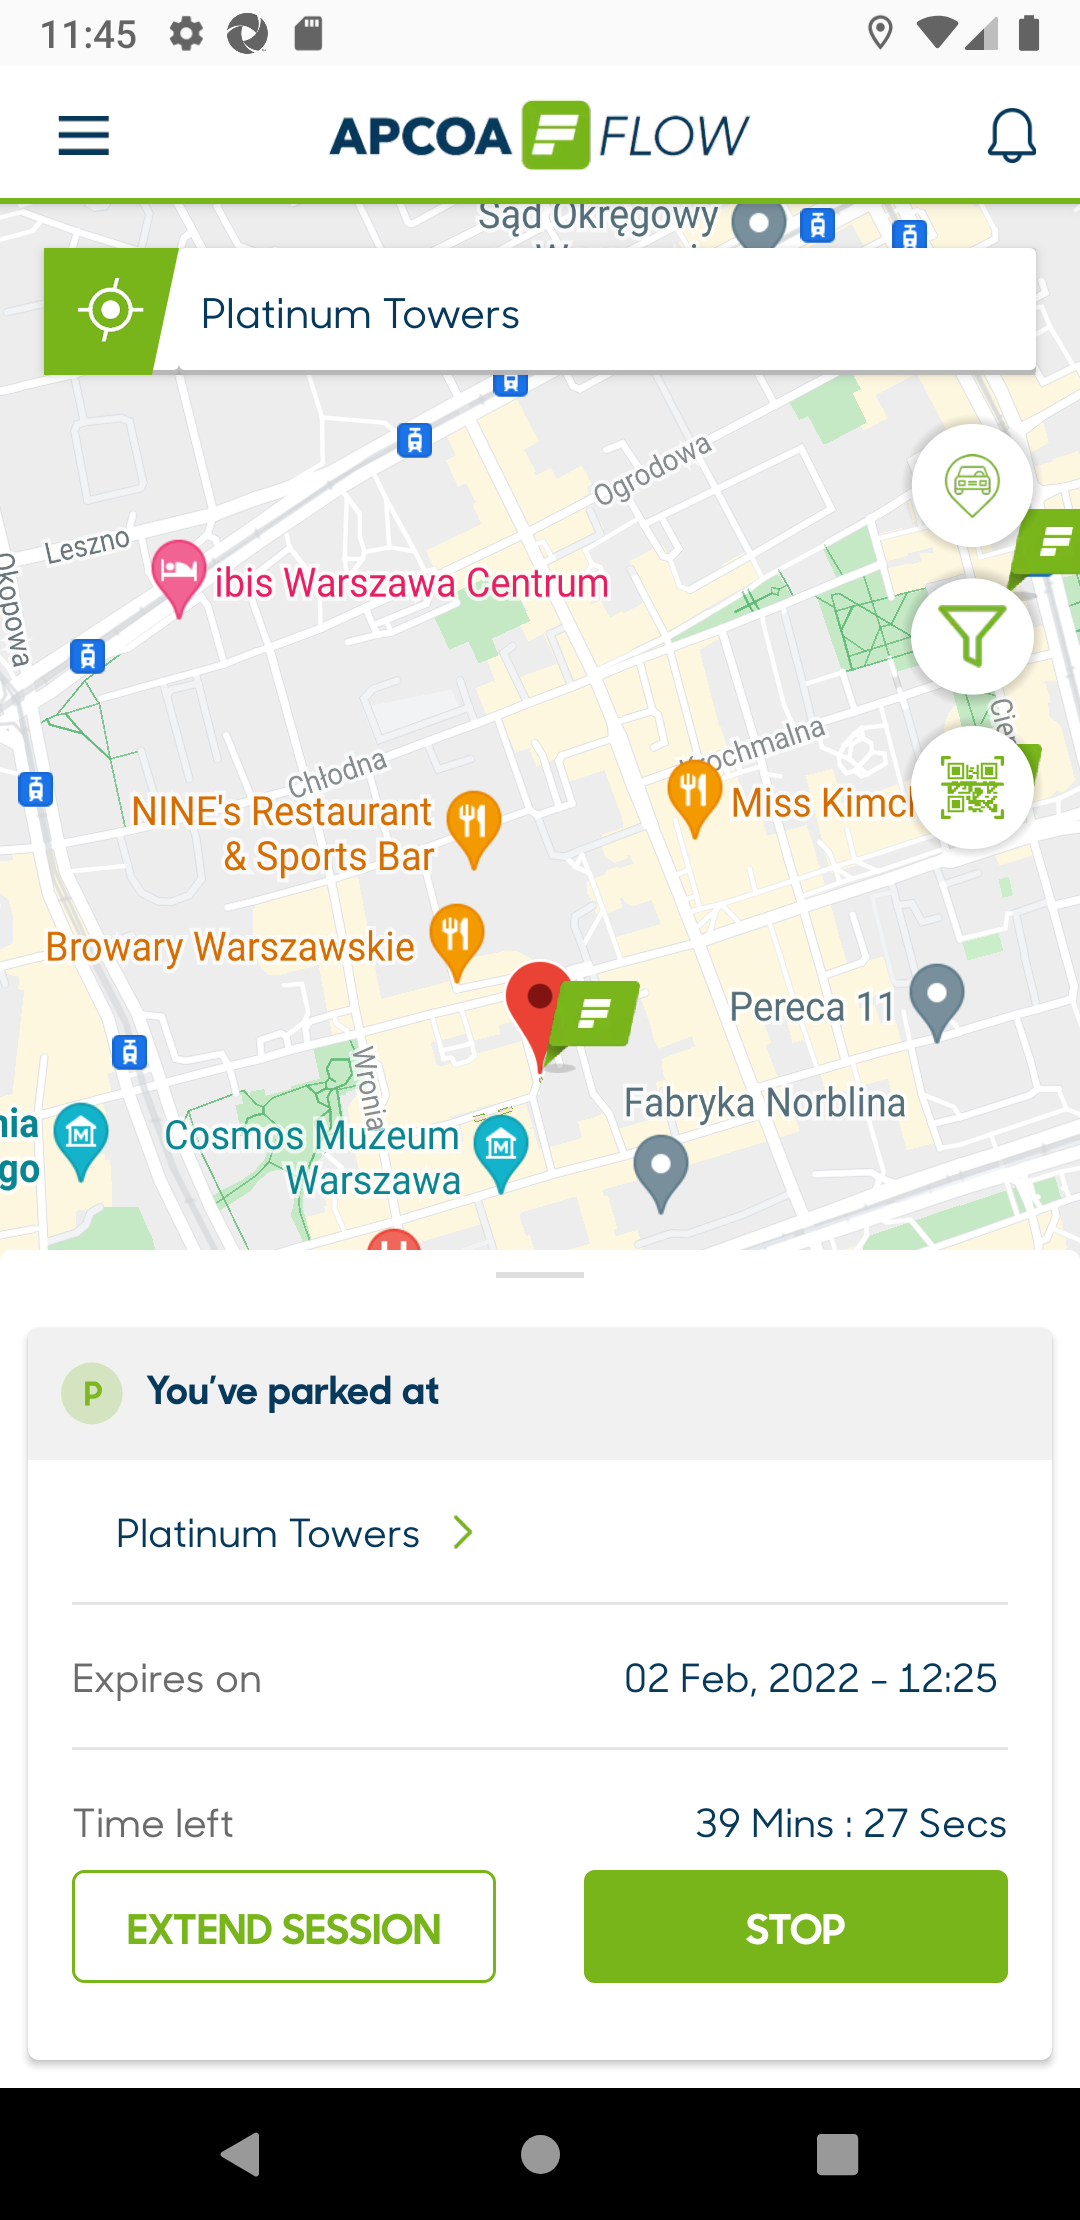 11:45
APCOA FLOW
Sąd Okręgowy
Platinum Towers
Ogrodowa
Leszno
Okopowa
ibis Warszawa Centrum
Chłodna
NINE's Restaurant
& Sports Bar
Miss Kimc
Browary Warszawskie
Pereca 11
Wronia
Fabryka Norblina
nia
go
Cosmos Muzeum
Warszawa
P You've parked at
Platinum Towers
Expires on 02 Feb, 2022 - 12:25
Time left 39 Mins : 27 Secs
EXTEND SESSION STOP